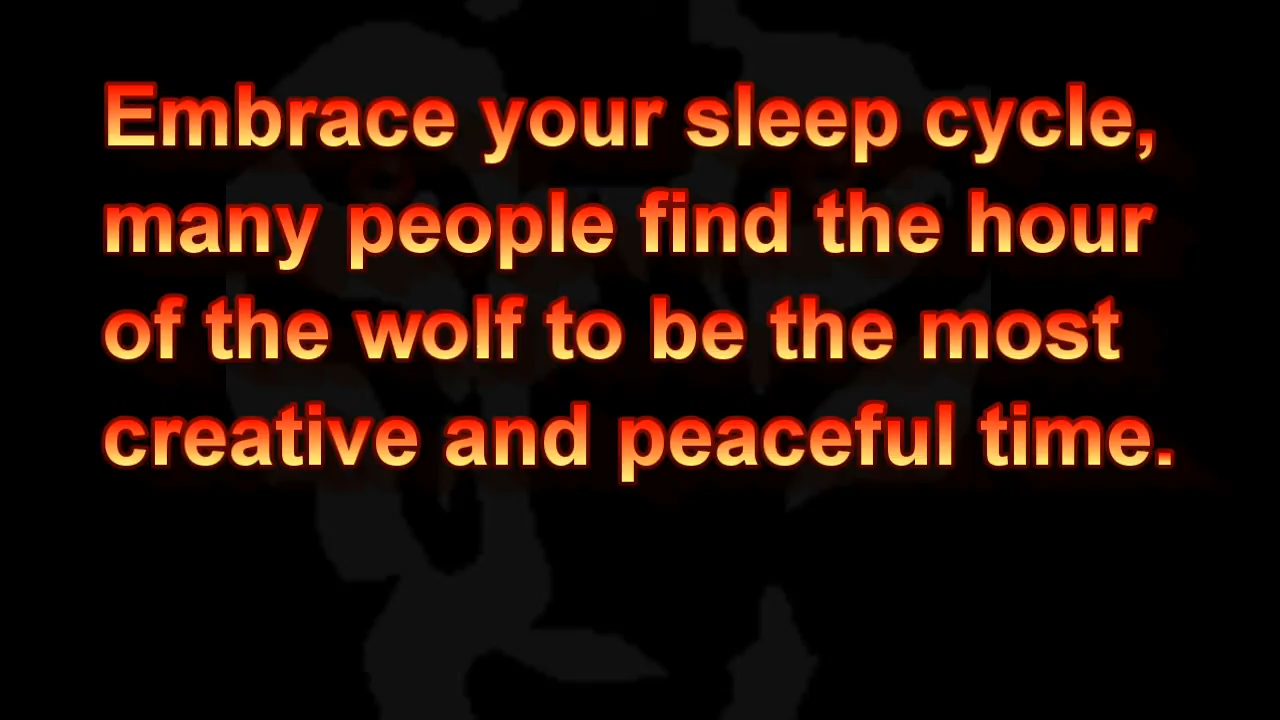 Embrace your sleep cycle,
many people find the hour
of the wolf to be the most
creative and peaceful time.